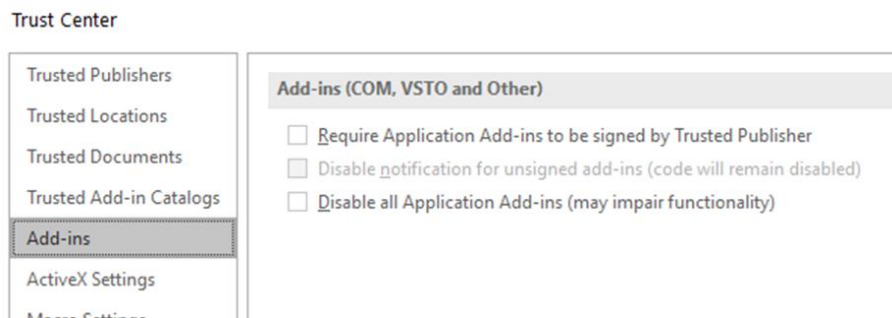 Trust Center
Trusted Publishers
Trusted Locations
Trusted Documents
Trusted Add-in Catalogs
Add-ins
ActiveX Settings
Macro Settings
Add-ins (COM, VSTO and Other)
Require Application Add-ins to be signed by Trusted Publisher
Disable notification for unsigned add-ins (code will remain disabled)
Disable all Application Add-ins (may impair functionality)